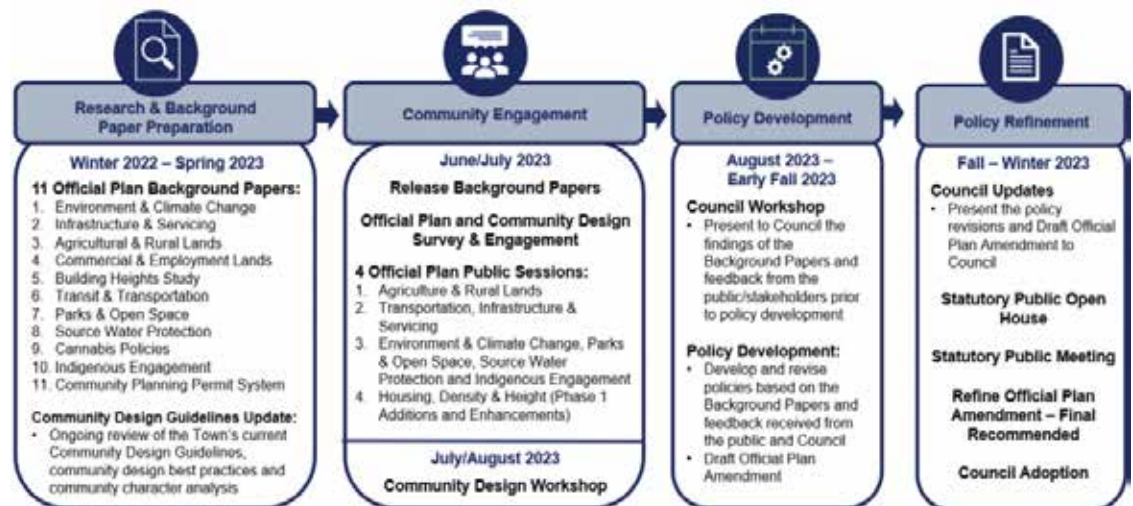 Research & Background
Paper Preparation
Winter 2022 – Spring 2023
11 Official Plan Background Papers:
1. Environment & Climate Change
2. Infrastructure & Servicing
3. Agricultural & Rural Lands
4. Commercial & Employment Lands
5. Building Heights Study
6. Transit & Transportation
7. Parks & Open Space
8. Source Water Protection
9. Cannabis Policies
10. Indigenous Engagement
11. Community Planning Permit System
Community Design Guidelines Update:
• Ongoing review of the Town's current
Community Design Guidelines,
community design best practices and
community character analysis
Community Engagement
June/July 2023
Release Background Papers
Official Plan and Community Design
Survey & Engagement
4 Official Plan Public Sessions:
1. Agriculture & Rural Lands
2. Transportation, Infrastructure &
Servicing
3. Environment & Climate Change, Parks
& Open Space, Source Water
Protection and Indigenous Engagement
4. Housing, Density & Height (Phase 1
Additions and Enhancements)
July/August 2023
Community Design Workshop
Policy Development
August 2023 –
Early Fall 2023
Council Workshop
• Present to Council the
findings of the
Background Papers and
feedback from the
public/stakeholders prior
to policy development
Policy Development:
• Develop and revise
policies based on the
Background Papers and
feedback received from
the public and Council
• Draft Official Plan
Amendment
Policy Refinement
Fall – Winter 2023
Council Updates
• Present the policy
revisions and Draft Official
Plan Amendment to
Council
Statutory Public Open
House
Statutory Public Meeting
Refine Official Plan
Amendment – Final
Recommended
Council Adoption